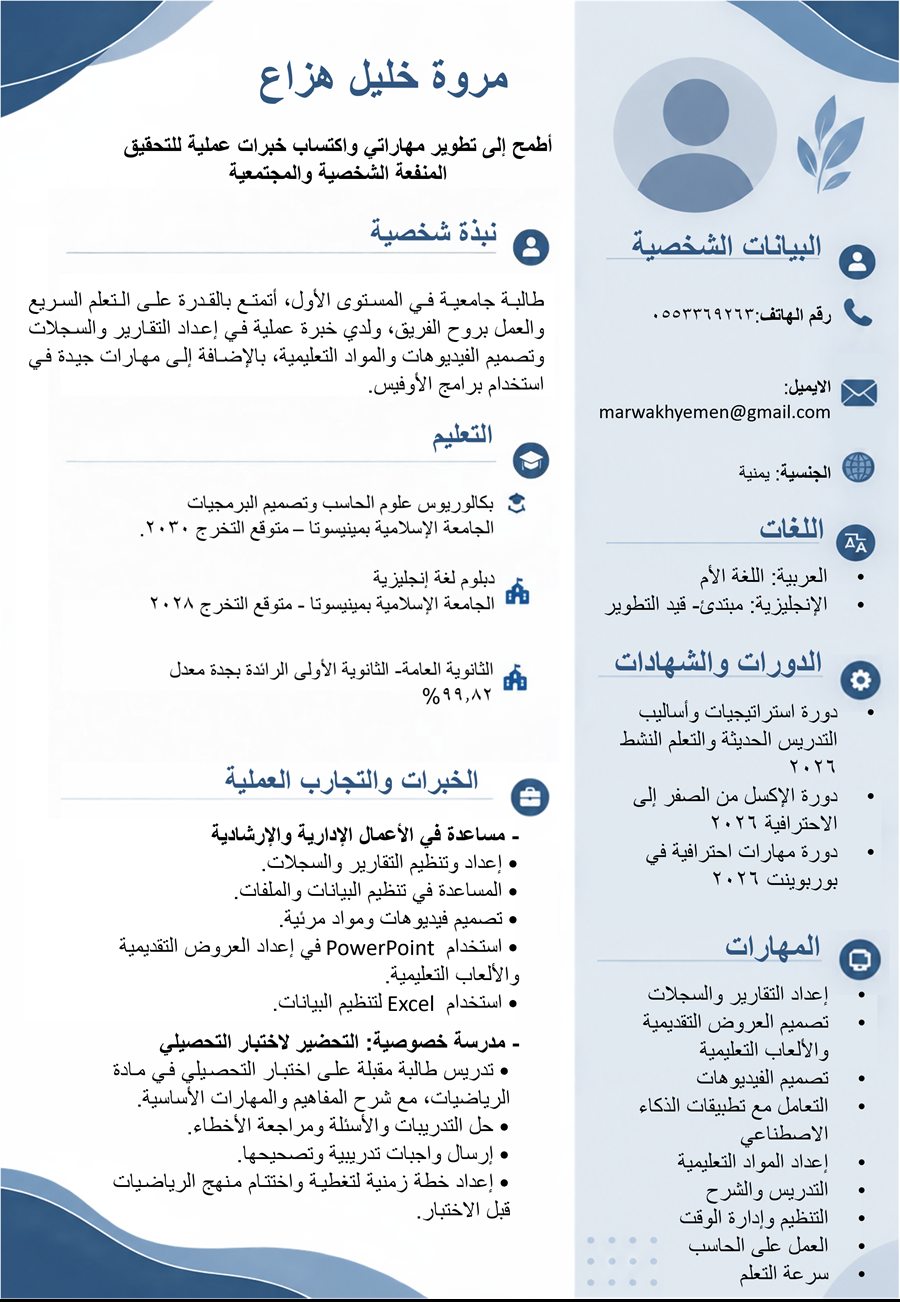 مروة خليل هزاع
أطمح إلى تطوير مهاراتي واكتساب خبرات عملية للتحقيق
المنفعة الشخصية والمجتمعية
نبذة شخصية
طالبة جامعية في المستوى الأول، أتمتع بالقدرة على التعلم السريع
والعمل بروح الفريق، ولدي خبرة عملية في إعداد التقارير والسجلات
وتصميم الفيديوهات والمواد التعليمية، بالإضافة إلى مهارات جيدة في
استخدام برامج الأوفيس.
التعليم
بكالوريوس علوم الحاسب وتصميم البرمجيات
الجامعة الإسلامية بمينيسوتا – متوقع التخرج ٢٠٣٠.
دبلوم لغة إنجليزية
الجامعة الإسلامية بمينيسوتا - متوقع التخرج ٢٠٢٨
الثانوية العامة- الثانوية الأولى الرائدة بجدة معدل
٩٩,٨٢%
الخبرات والتجارب العملية
- مساعدة في الأعمال الإدارية والإرشادية
• إعداد وتنظيم التقارير والسجلات.
• المساعدة في تنظيم البيانات والملفات.
• تصميم فيديوهات ومواد مرئية.
• استخدام PowerPoint في إعداد العروض التقديمية
والألعاب التعليمية.
• استخدام Excel لتنظيم البيانات.
- مدرسة خصوصية: التحضير لاختبار التحصيلي
• تدريس طالبة مقبلة على اختبار التحصيلي في مادة
الرياضيات، مع شرح المفاهيم والمهارات الأساسية.
• حل التدريبات والأسئلة ومراجعة الأخطاء.
• إرسال واجبات تدريبية وتصحيحها.
• إعداد خطة زمنية لتغطية واختتام منهج الرياضيات
قبل الاختبار.
البيانات الشخصية
رقم الهاتف:٠٥٥٣٣٦٩٢٦٣
الايميل:
marwakhyemen@gmail.com
الجنسية: يمنية
اللغات
• العربية: اللغة الأم
• الإنجليزية: مبتدئ- قيد التطوير
الدورات والشهادات
• دورة استراتيجيات وأساليب
التدريس الحديثة والتعلم النشط
٢٠٢٦
• دورة الإكسل من الصفر إلى
الاحترافية ٢٠٢٦
• دورة مهارات احترافية في
بوربوينت ٢٠٢٦
المهارات
• إعداد التقارير والسجلات
• تصميم العروض التقديمية
والألعاب التعليمية
• تصميم الفيديوهات
• التعامل مع تطبيقات الذكاء
الاصطناعي
• إعداد المواد التعليمية
• التدريس والشرح
• التنظيم وإدارة الوقت
• العمل على الحاسب
• سرعة التعلم